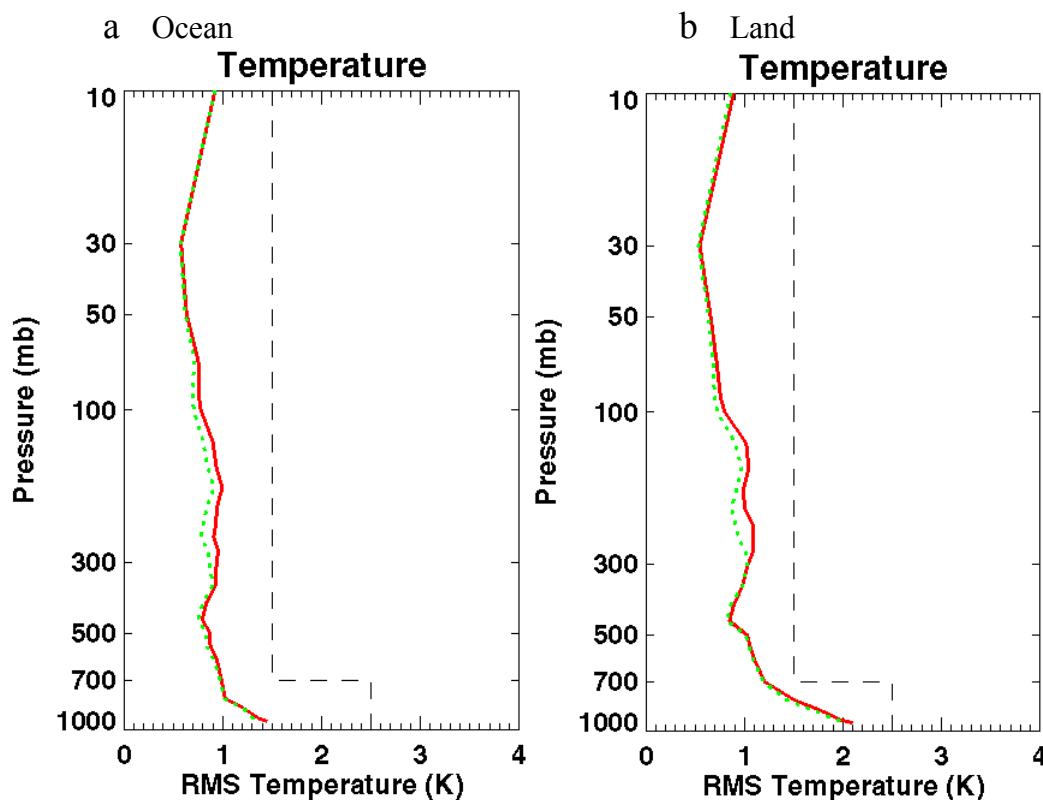 a Ocean
Temperature
10
30
50
100
300
500
700
1000
Pressure (mb)
0 1 2 3 4
RMS Temperature (K)
b Land
Temperature
10
30
50
100
300
500
700
1000
Pressure (mb)
0 1 2 3 4
RMS Temperature (K)